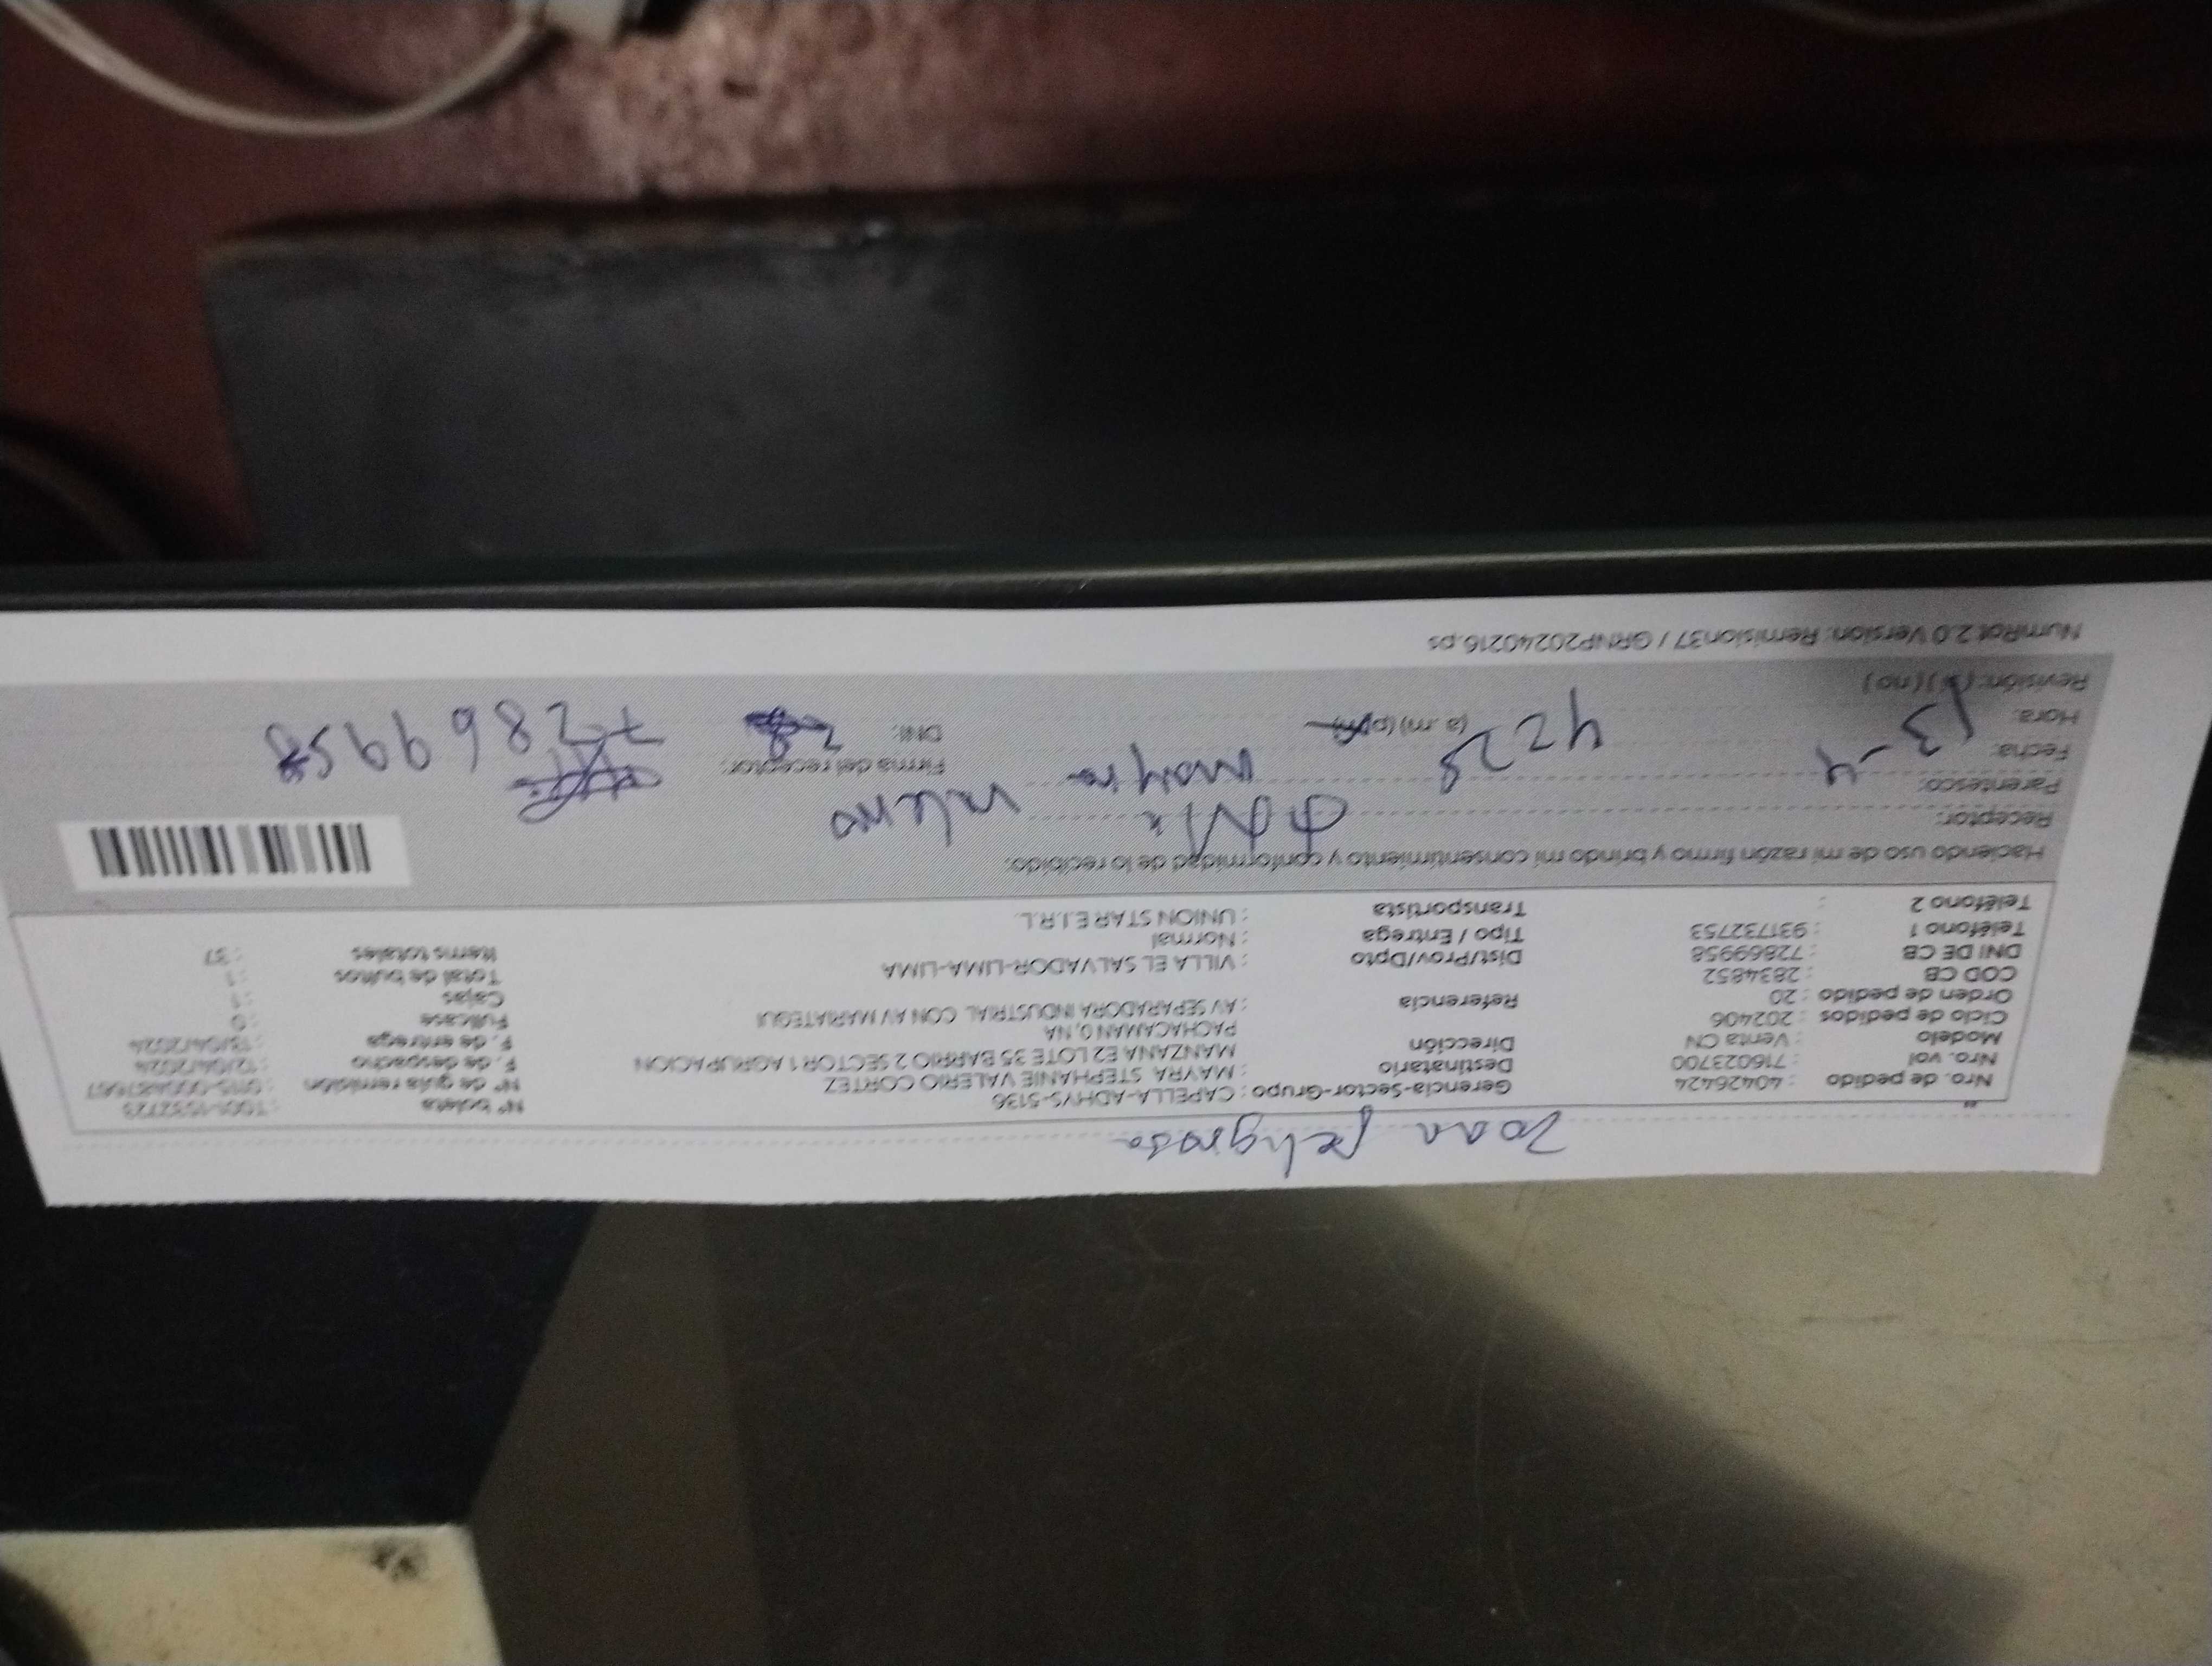 Zona peligrosa
Nro. de pedido : 40426424 Gerencia-Sector-Grupo : CAPELLA-ADHVS-5136 N° boleta
Nro. vol : 716023700 Destinatario : MAYRA STEPHANIE VALERIO CORTEZ N° de guía remisión
Modelo : Venta CN Dirección : MANZANA E2 LOTE 35 BARRIO 2 SECTOR 1 AGRUPACION F. de despacho : 12/04/2024
PACHACAMAN 0, NA
Ciclo de pedidos : 202406 F. de entrega : 13/04/2024
Orden de pedido : 20 Referencia : AV SEPARADORA INDUSTRIAL CON AV MARIATEGUI Fullcase : 0
COD CB : 2834852 Cajas : 1
DNI DE CB : 72869958 Dist/Prov/Dpto : VILLA EL SALVADOR-LIMA-LIMA Total de bultos : 1
Teléfono 1 : 931732753 Tipo / Entrega : Normal Items totales : 37
Teléfono 2 : Transportista : UNION STAR E.I.R.L.
Haciendo uso de mi razón firmo y brindo mi consentimiento y conformidad de lo recibido:
Receptor:
Parentesco: mayra
Fecha: 13-4 Firma del receptor:
Hora: 4 28 (a.m) (p.m) DNI: 72869958
Revisión: (si) (no)
NumRot 2.0 Version: Remision37 / GRNP20240216.ps